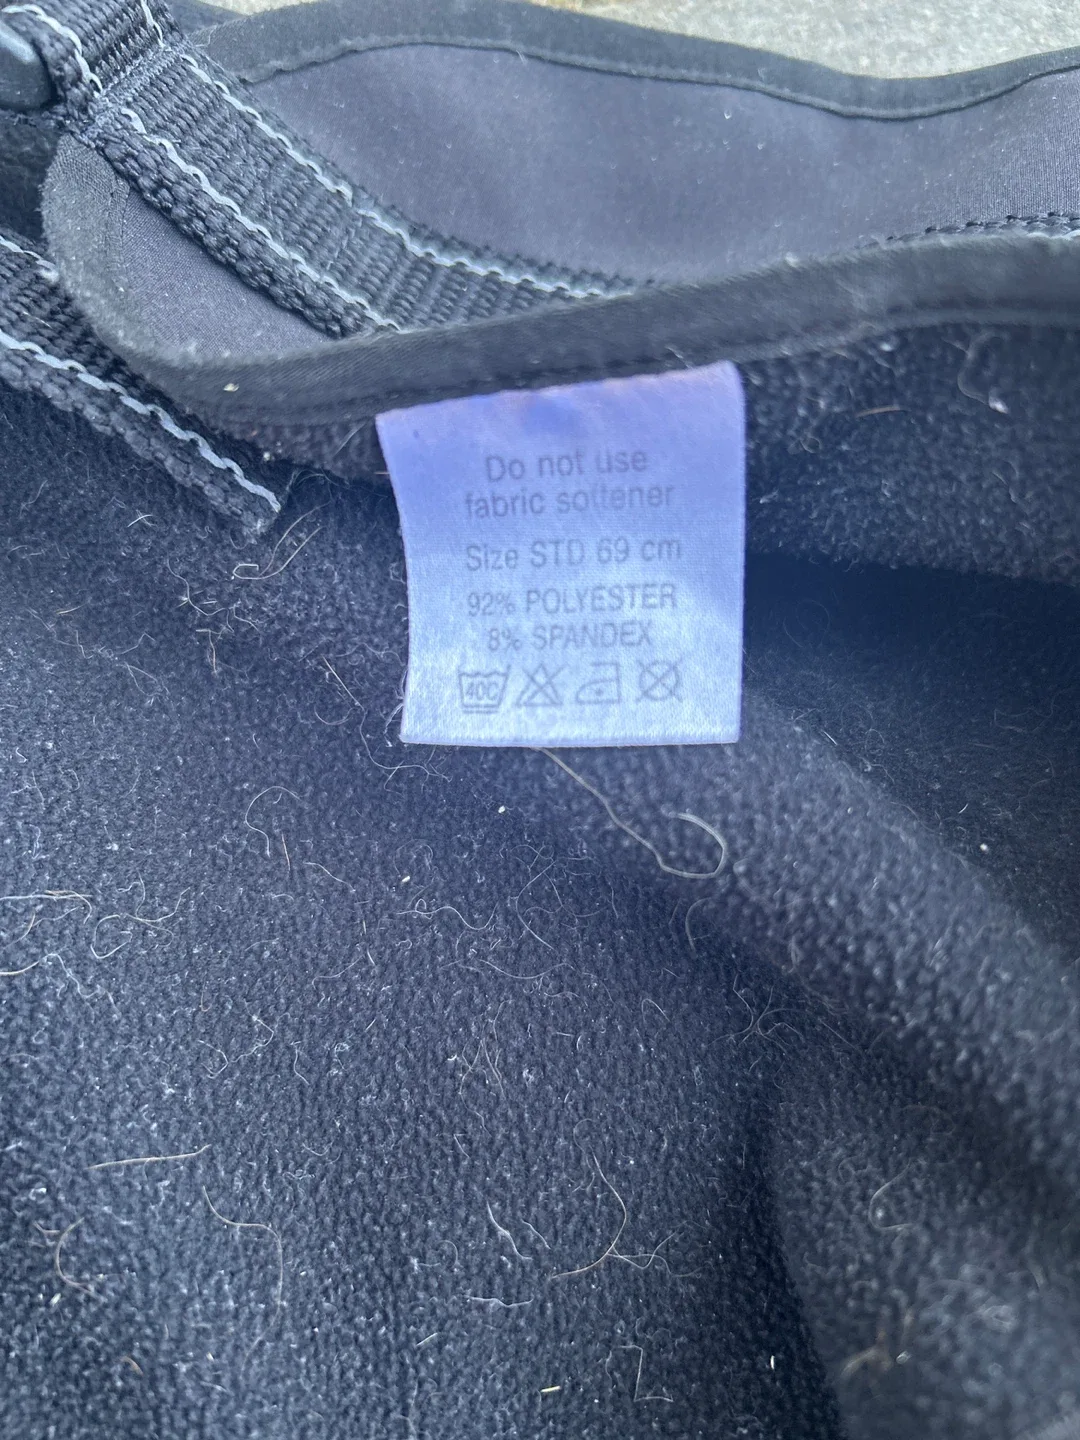 Do not use
fabric softener
Size STD 69 cm
92% POLYESTER
8% SPANDEX
40C